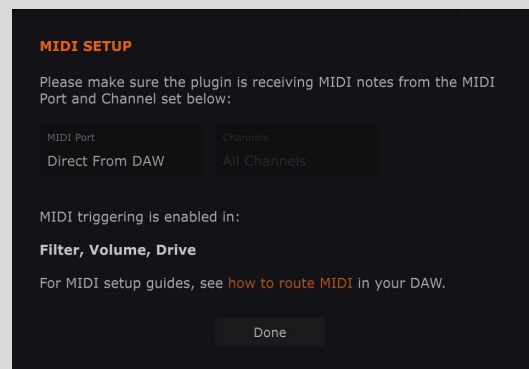 MIDI SETUP
Please make sure the plugin is receiving MIDI notes from the MIDI
Port and Channel set below:
MIDI Port
Channels
Direct From DAW
All Channels
MIDI triggering is enabled in:
Filter, Volume, Drive
For MIDI setup guides, see how to route MIDI in your DAW.
Done